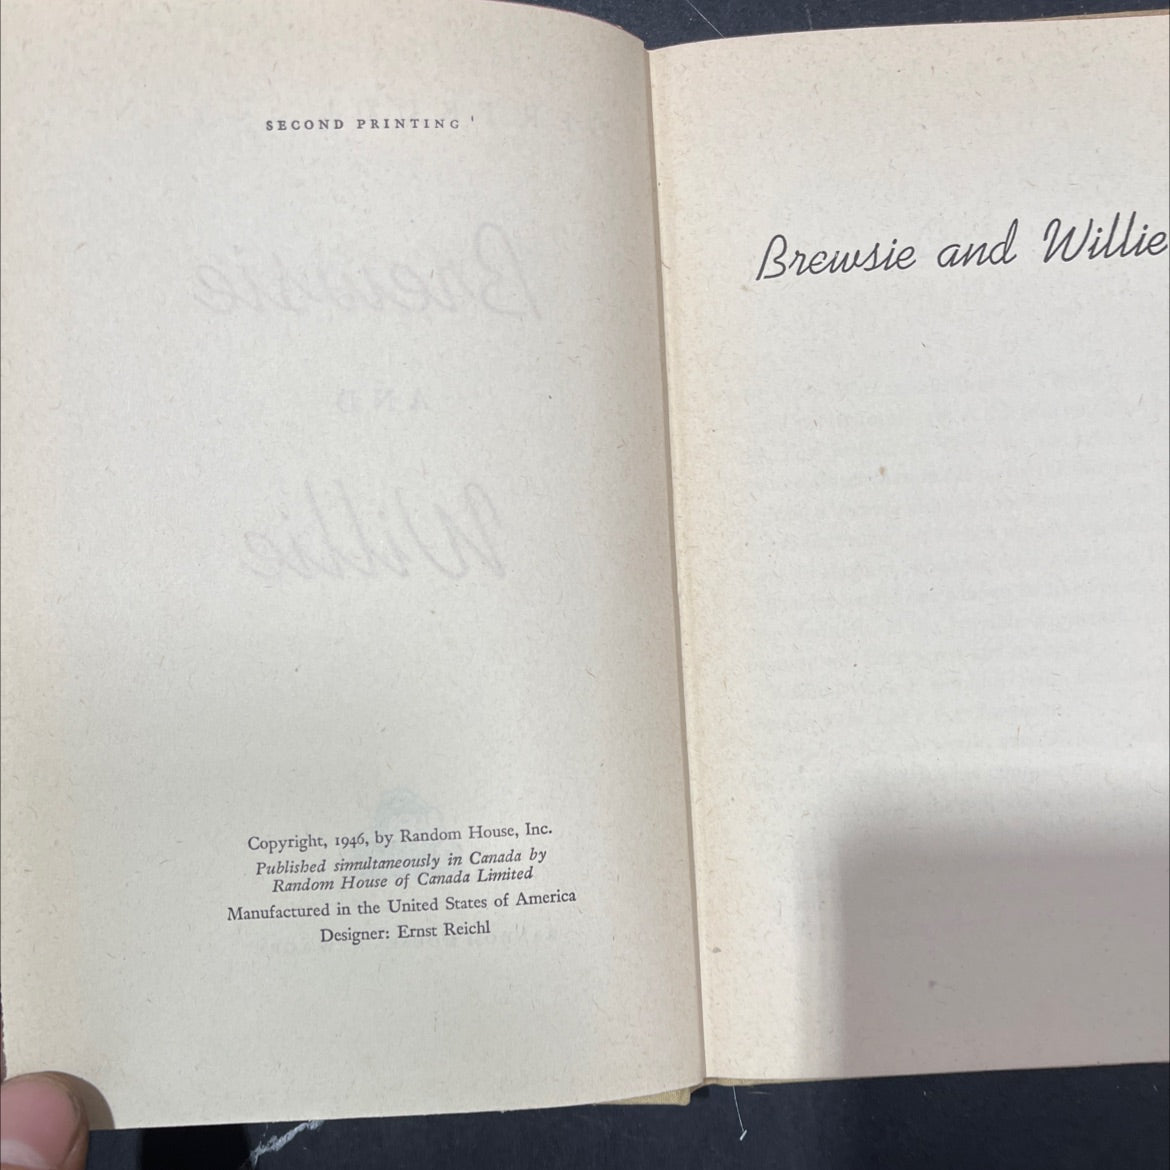 SECOND PRINTING
Copyright, 1946, by Random House, Inc.
Published simultaneously in Canada by
Random House of Canada Limited
Manufactured in the United States of America
Designer: Ernst Reichl
Brewsie and Willie